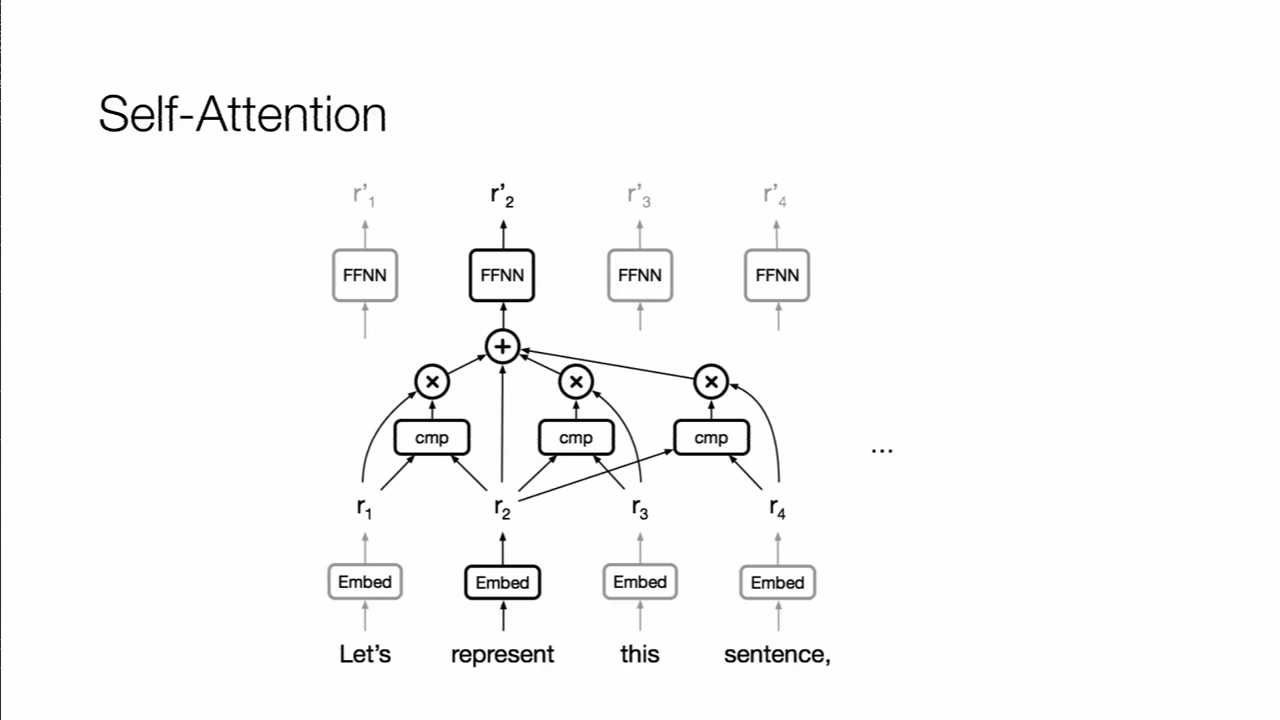 Self-Attention
r'1 r'2 r'3 r'4
FFNN FFNN FFNN FFNN
+
× × ×
cmp cmp cmp
...
r1 r2 r3 r4
Embed Embed Embed Embed
Let's represent this sentence,